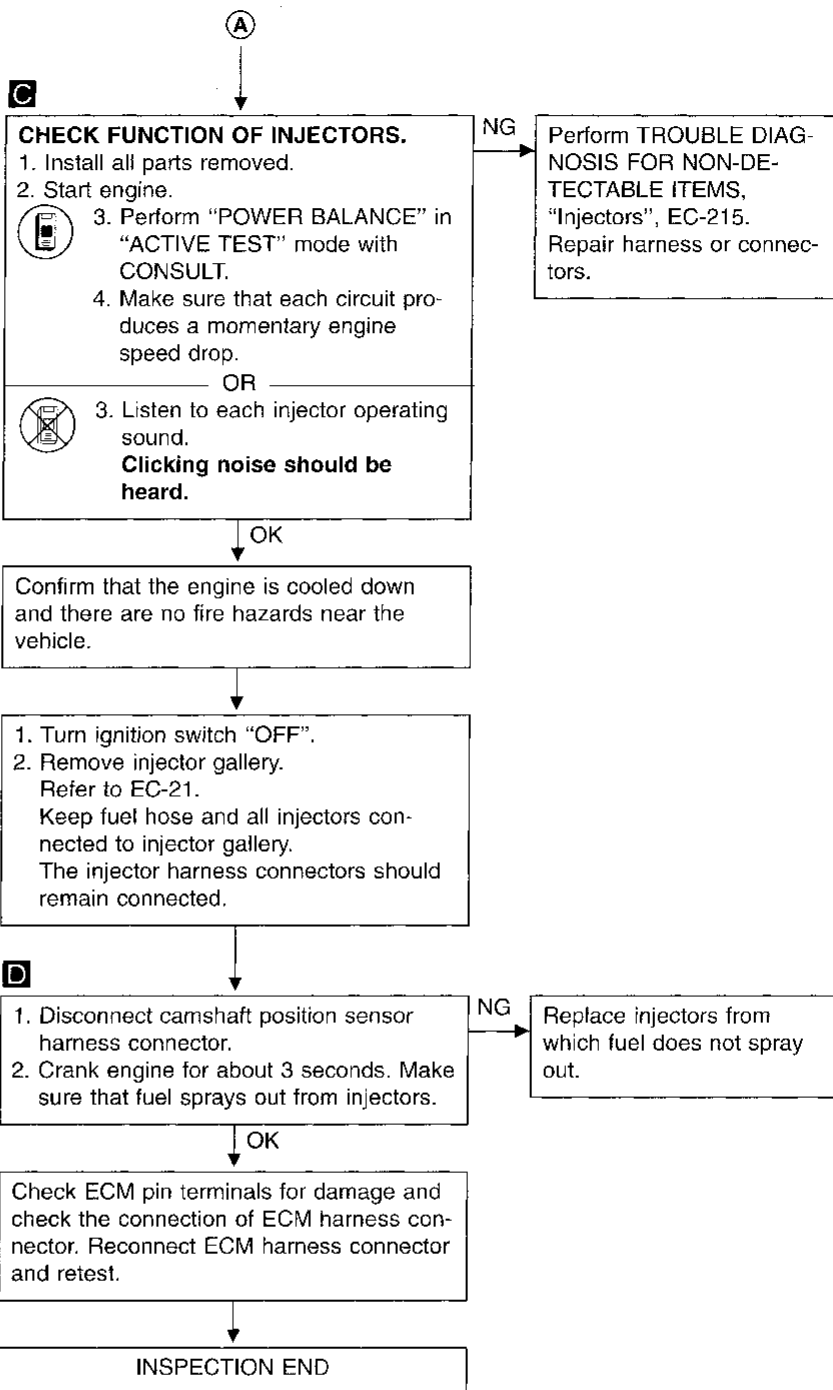 A
C
CHECK FUNCTION OF INJECTORS.
1. Install all parts removed.
2. Start engine.
3. Perform “POWER BALANCE” in
“ACTIVE TEST” mode with
CONSULT.
4. Make sure that each circuit pro-
duces a momentary engine
speed drop.
OR
3. Listen to each injector operating
sound.
Clicking noise should be
heard.
NG
Perform TROUBLE DIAG-
NOSIS FOR NON-DE-
TECTABLE ITEMS,
“Injectors”, EC-215.
Repair harness or connec-
tors.
OK
Confirm that the engine is cooled down
and there are no fire hazards near the
vehicle.
1. Turn ignition switch “OFF”.
2. Remove injector gallery.
Refer to EC-21.
Keep fuel hose and all injectors con-
nected to injector gallery.
The injector harness connectors should
remain connected.
D
1. Disconnect camshaft position sensor
harness connector.
2. Crank engine for about 3 seconds. Make
sure that fuel sprays out from injectors.
NG
Replace injectors from
which fuel does not spray
out.
OK
Check ECM pin terminals for damage and
check the connection of ECM harness con-
nector. Reconnect ECM harness connector
and retest.
INSPECTION END